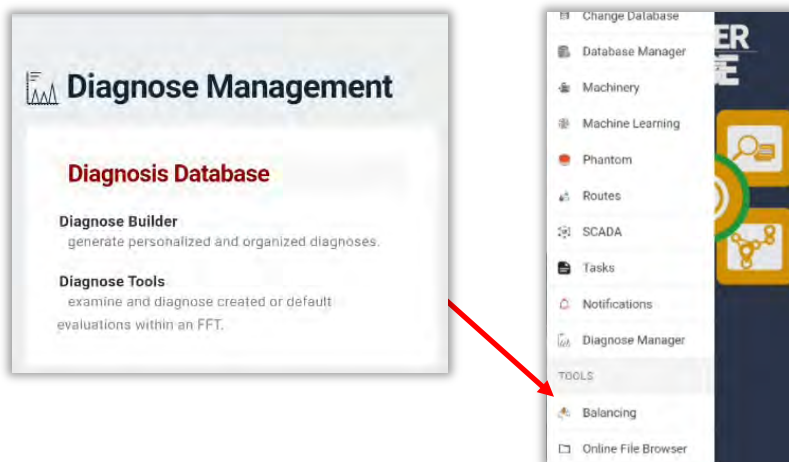 Diagnose Management
Diagnosis Database
Diagnose Builder
generate personalized and organized diagnoses.
Diagnose Tools
examine and diagnose created or default
evaluations within an FFT.
Change Database
Database Manager
Machinery
Machine Learning
Phantom
Routes
SCADA
Tasks
Notifications
Diagnose Manager
TOOLS
Balancing
Online File Browser
ER